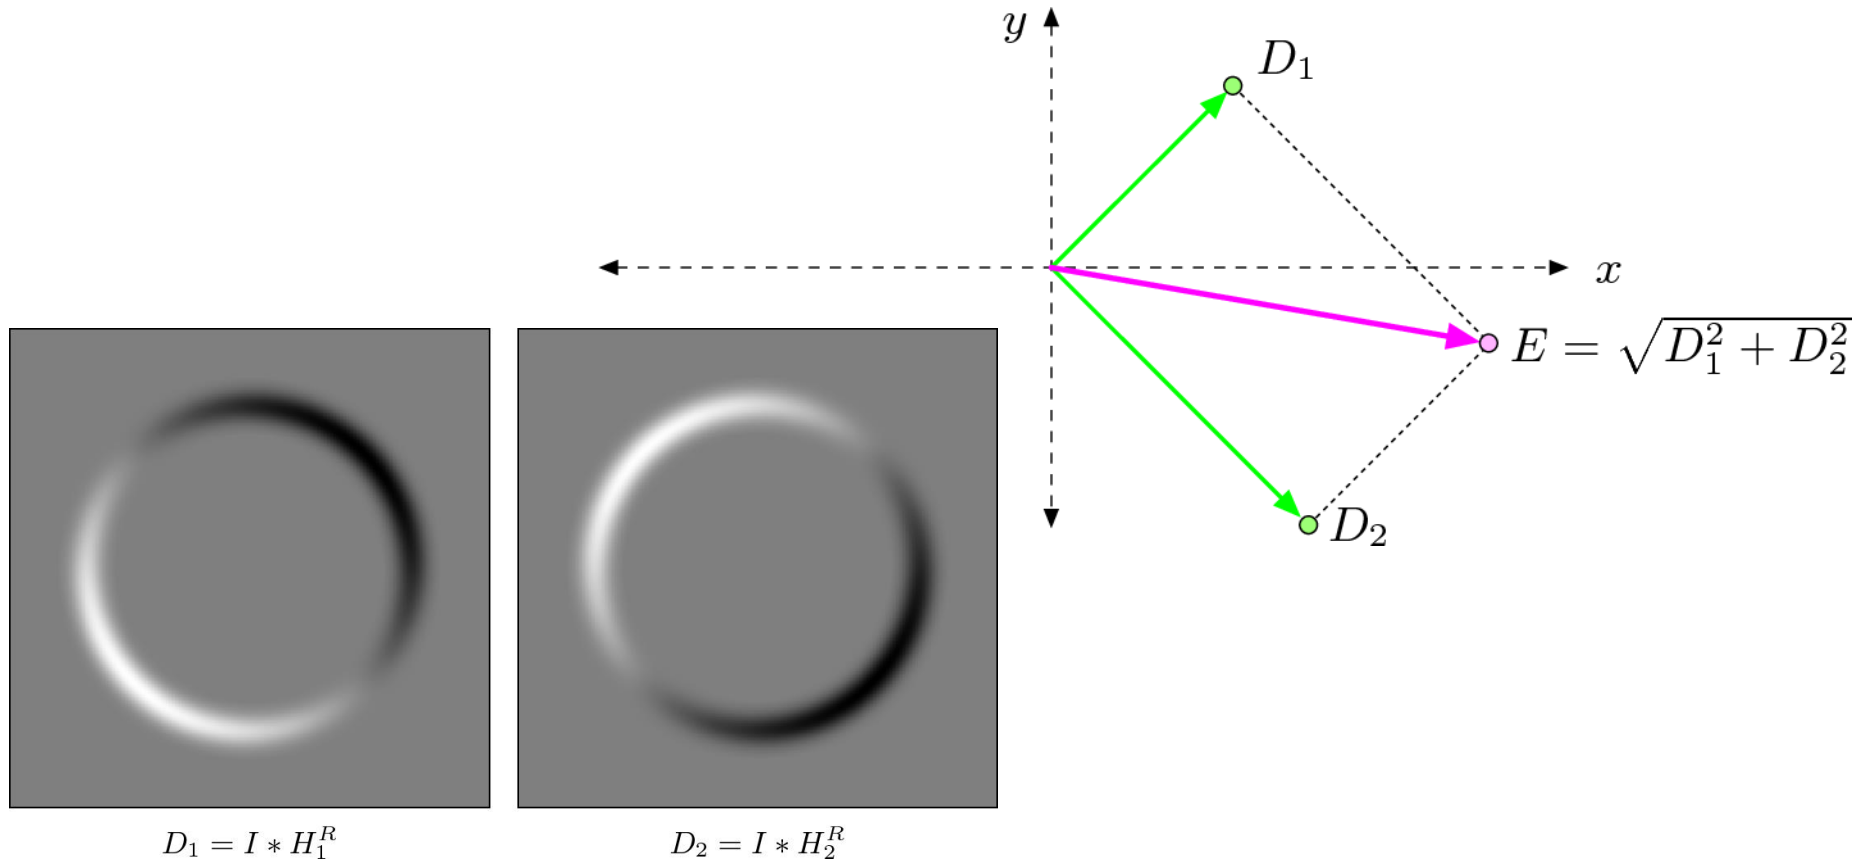 y
D₁
x
E = √(D₁² + D₂²)
D₂
D₁ = I ∗ H₁ᴿ
D₂ = I ∗ H₂ᴿ